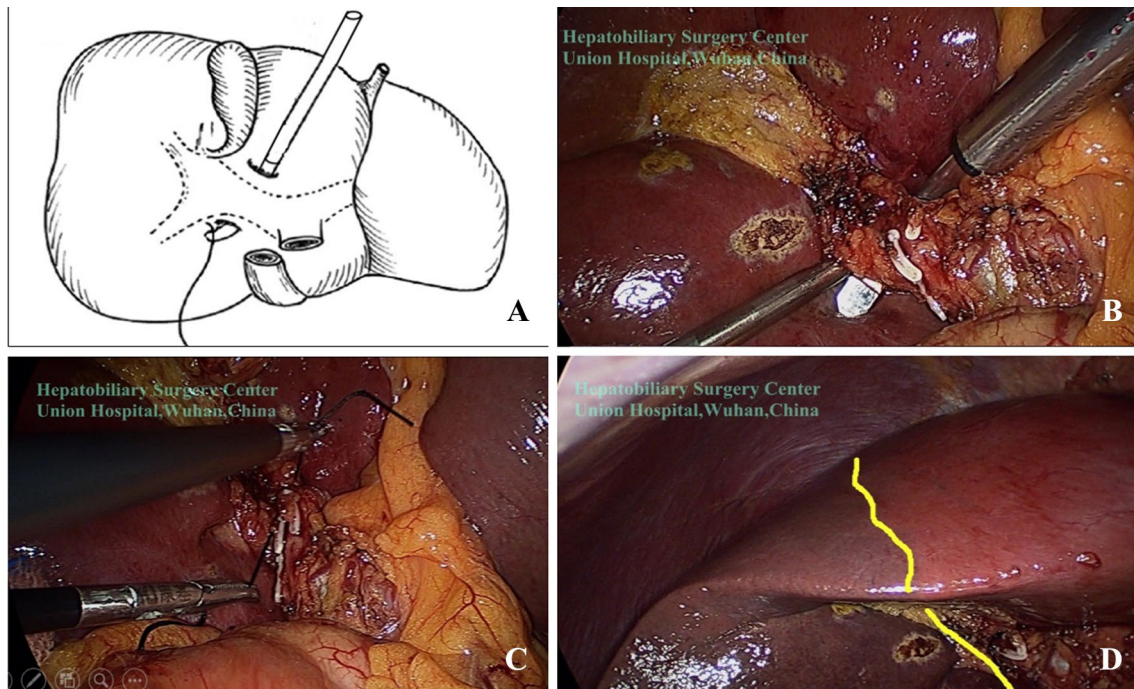 A
Hepatobiliary Surgery Center
Union Hospital,Wuhan,China
B
Hepatobiliary Surgery Center
Union Hospital,Wuhan,China
C
Hepatobiliary Surgery Center
Union Hospital,Wuhan,China
D